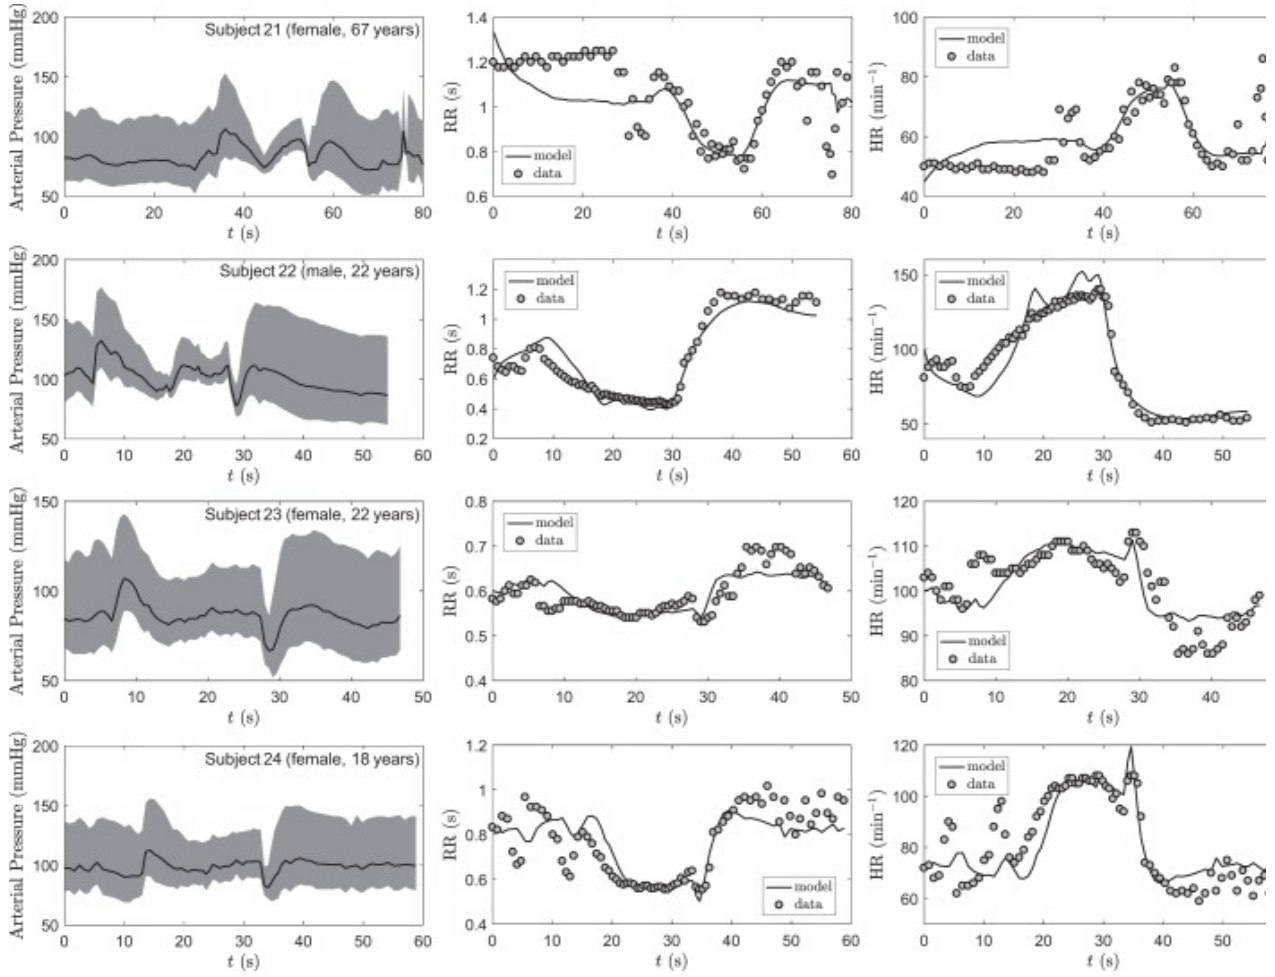 200
150
100
50
0
20
40
60
80
Arterial Pressure (mmHg)
t (s)
Subject 21 (female, 67 years)
1.4
1.2
1
0.8
0.6
0
20
40
60
80
RR (s)
t (s)
model
data
100
80
60
40
0
20
40
60
HR (min⁻¹)
t (s)
model
data
200
150
100
50
0
10
20
30
40
50
60
Arterial Pressure (mmHg)
t (s)
Subject 22 (male, 22 years)
1.4
1.2
1
0.8
0.6
0.4
0.2
0
10
20
30
40
50
60
RR (s)
t (s)
model
data
150
100
50
0
10
20
30
40
50
HR (min⁻¹)
t (s)
model
data
150
100
50
0
10
20
30
40
50
Arterial Pressure (mmHg)
t (s)
Subject 23 (female, 22 years)
0.8
0.7
0.6
0.5
0.4
0
10
20
30
40
50
RR (s)
t (s)
model
data
120
110
100
90
80
0
10
20
30
40
HR (min⁻¹)
t (s)
model
data
200
150
100
50
0
10
20
30
40
50
60
Arterial Pressure (mmHg)
t (s)
Subject 24 (female, 18 years)
1.2
1
0.8
0.6
0.4
0
10
20
30
40
50
60
RR (s)
t (s)
model
data
120
100
80
60
0
10
20
30
40
50
HR (min⁻¹)
t (s)
model
data